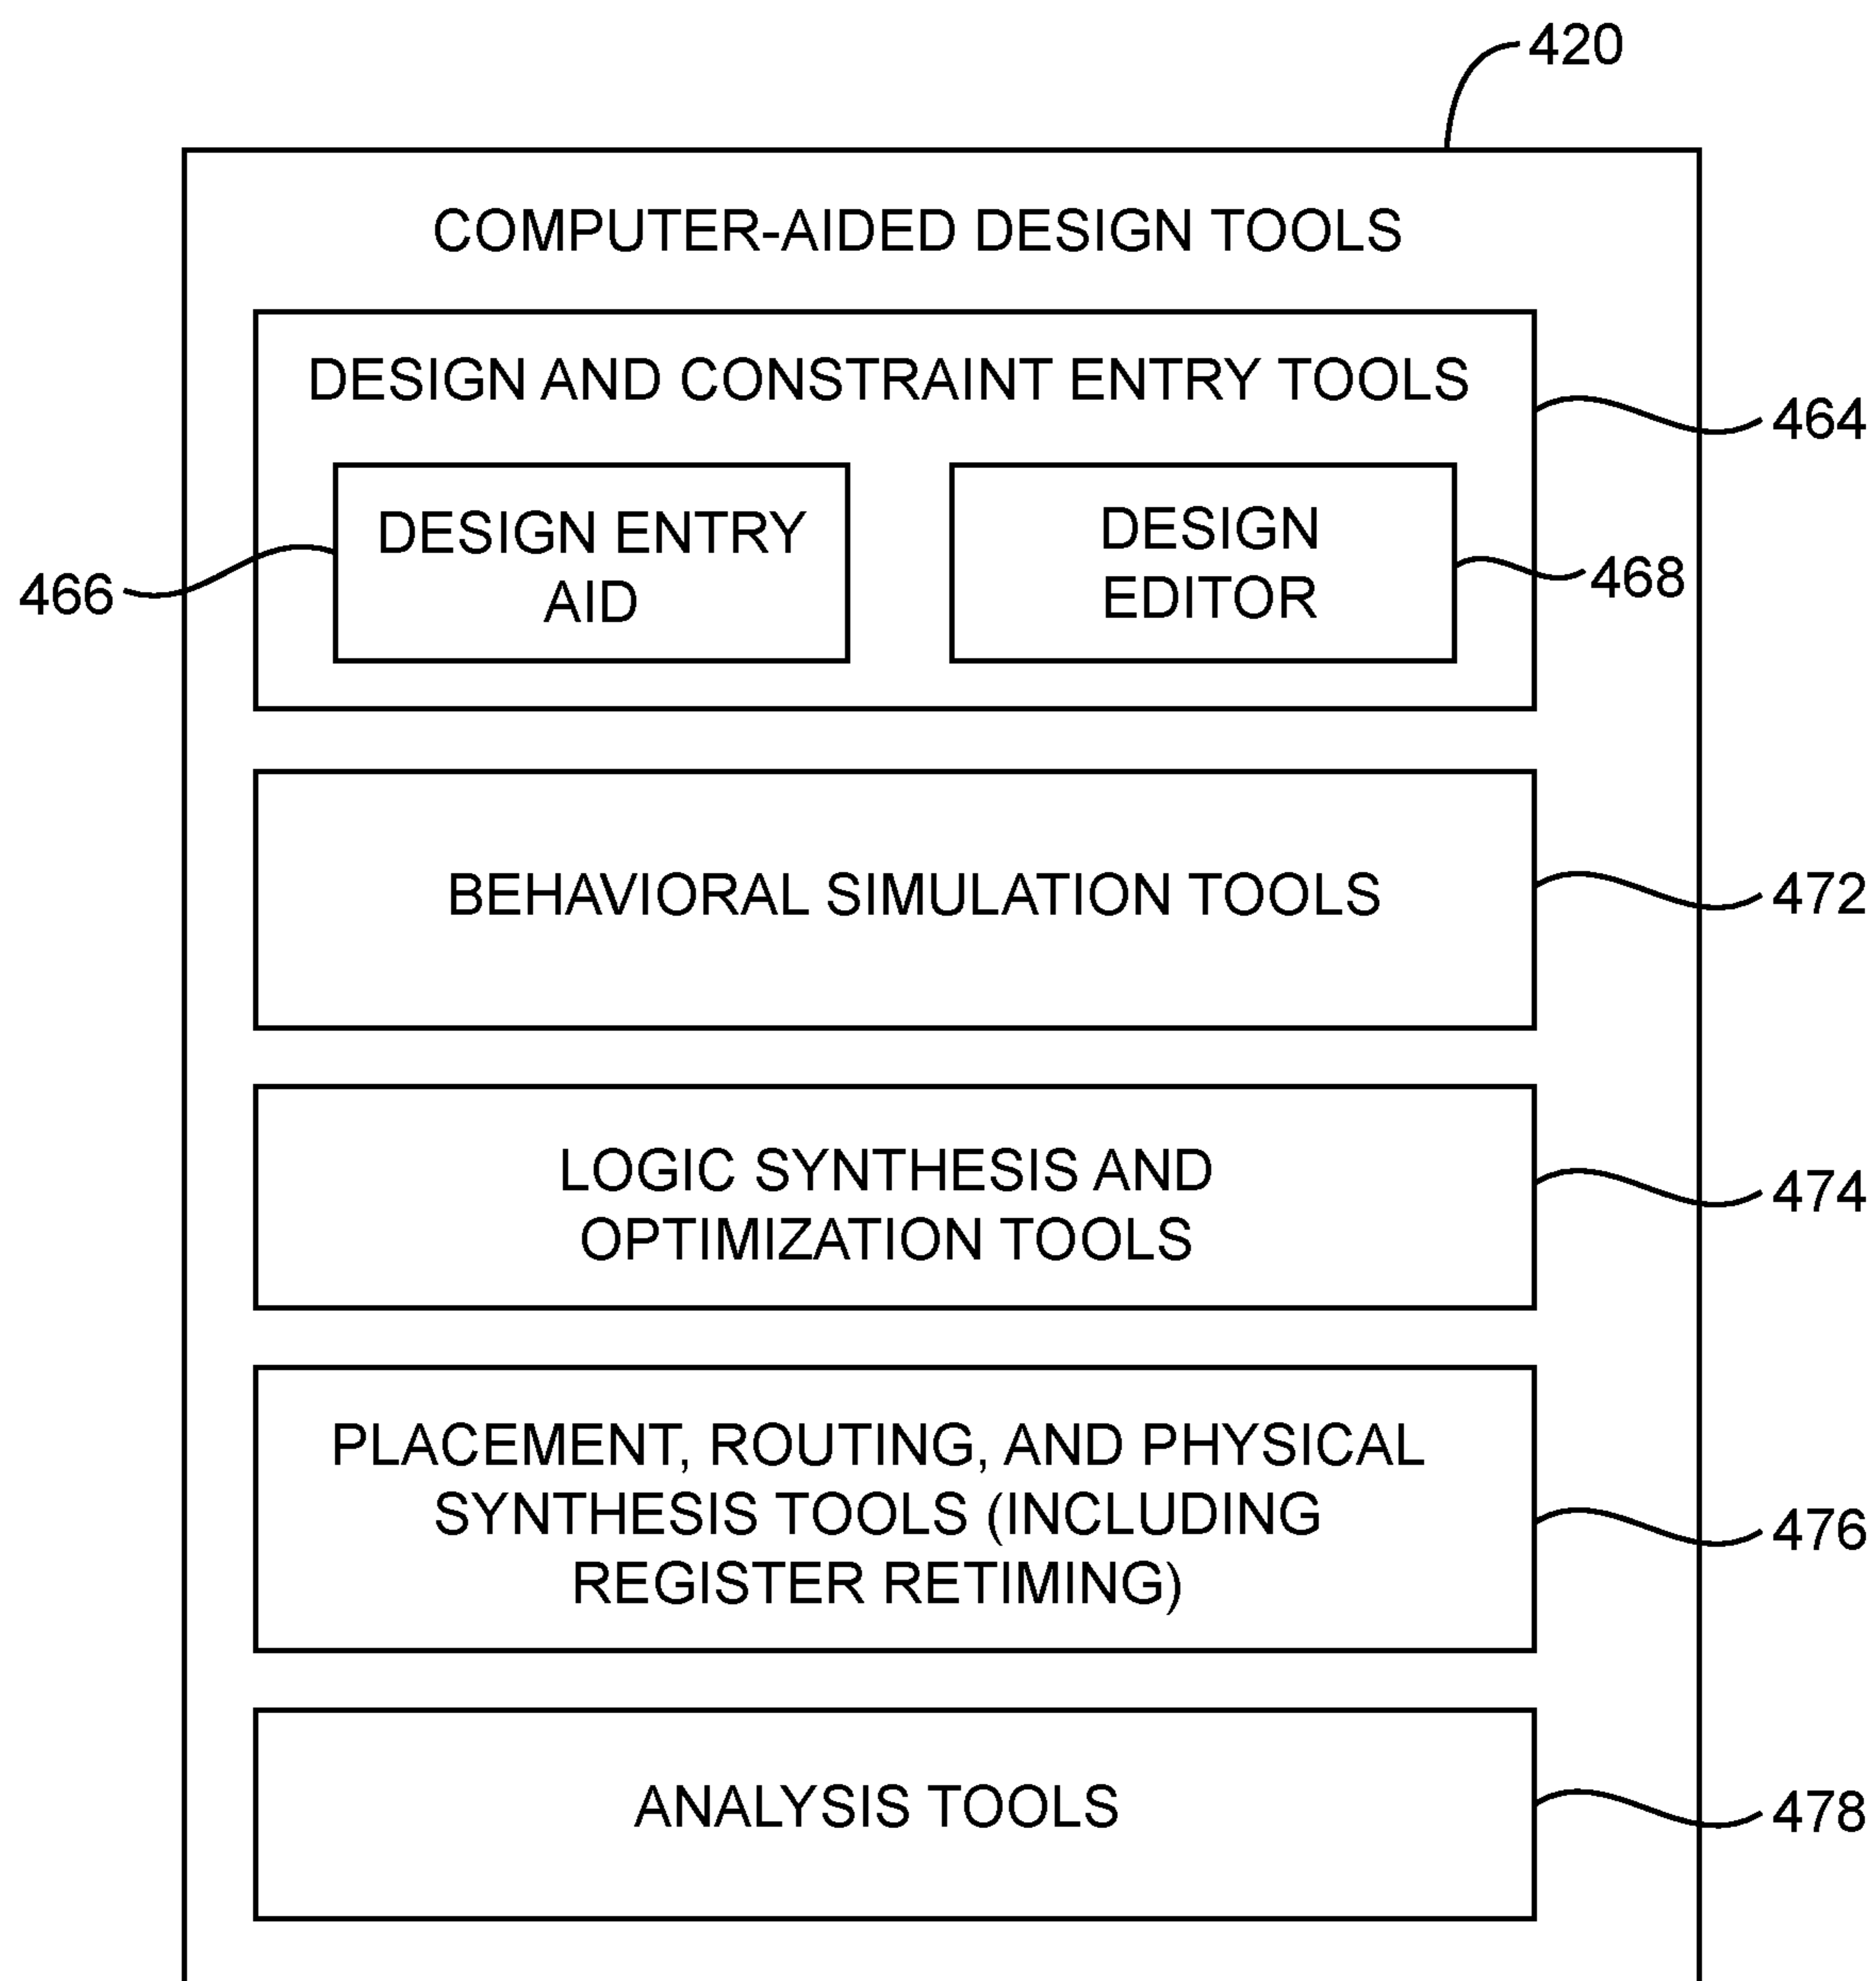 420
COMPUTER-AIDED DESIGN TOOLS
DESIGN AND CONSTRAINT ENTRY TOOLS
464
DESIGN ENTRY
AID
466
DESIGN
EDITOR
468
BEHAVIORAL SIMULATION TOOLS
472
LOGIC SYNTHESIS AND
OPTIMIZATION TOOLS
474
PLACEMENT, ROUTING, AND PHYSICAL
SYNTHESIS TOOLS (INCLUDING
REGISTER RETIMING)
476
ANALYSIS TOOLS
478